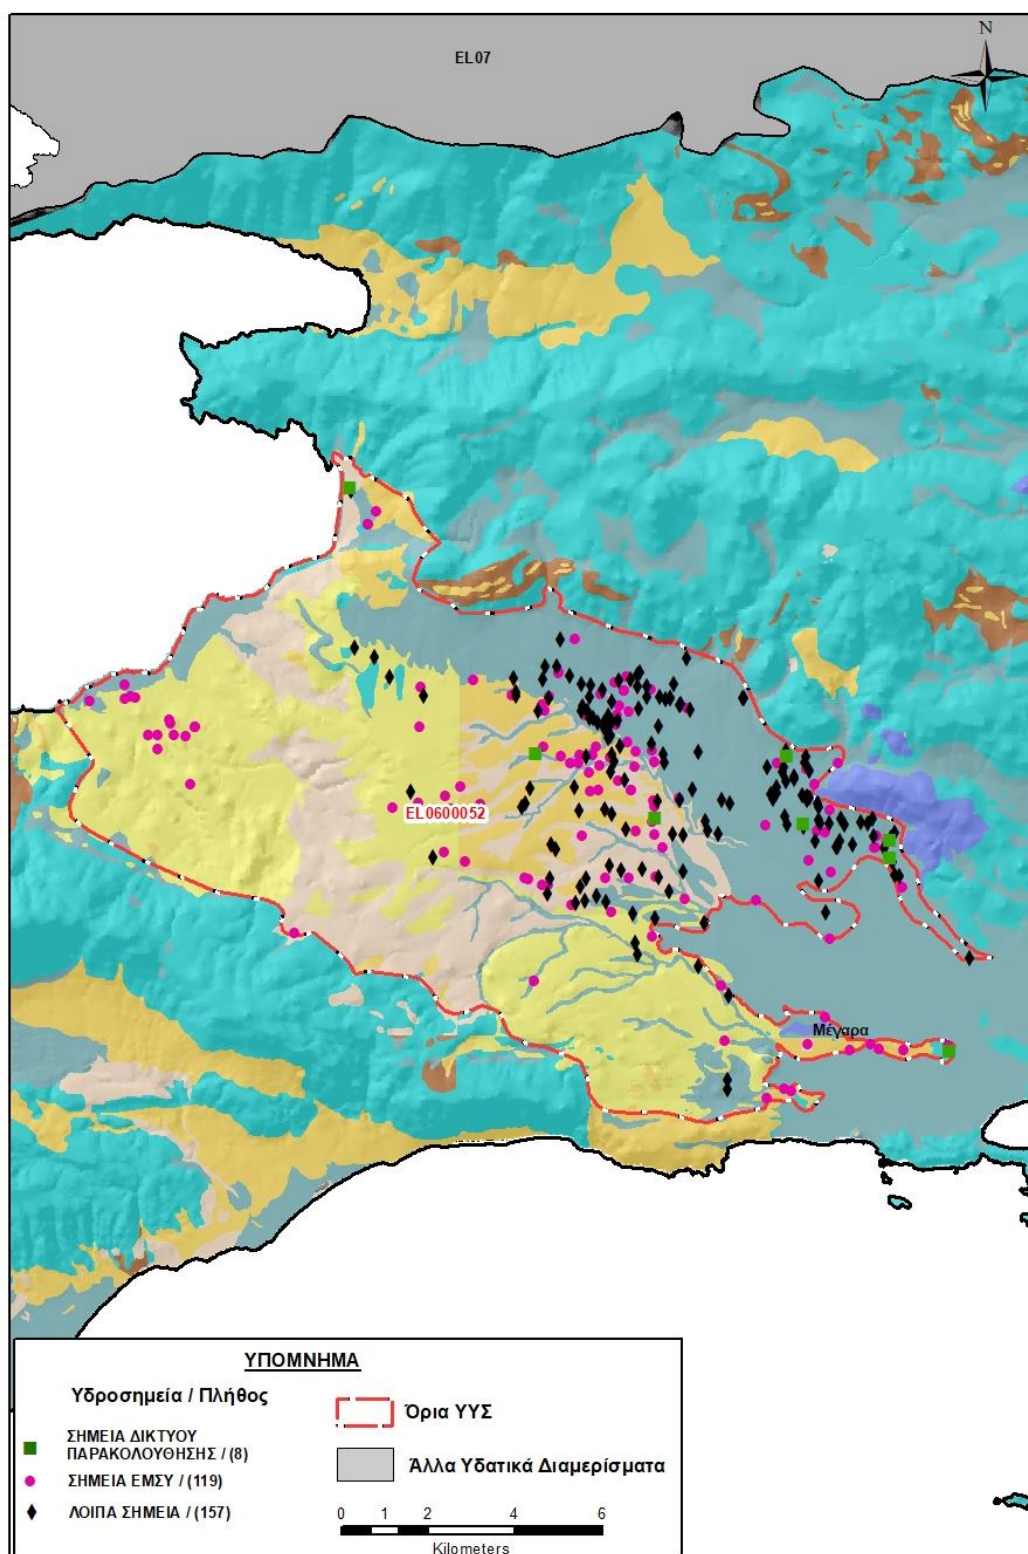 EL07
N
EL0600052
Μέγαρα
ΥΠΟΜΝΗΜΑ
Υδροσημεία / Πλήθος
ΣΗΜΕΙΑ ΔΙΚΤΥΟΥ
ΠΑΡΑΚΟΛΟΥΘΗΣΗΣ / (8)
ΣΗΜΕΙΑ ΕΜΣΥ / (119)
ΛΟΙΠΑ ΣΗΜΕΙΑ / (157)
Όρια ΥΥΣ
Άλλα Υδατικά Διαμερίσματα
0 1 2 4 6
Kilometers